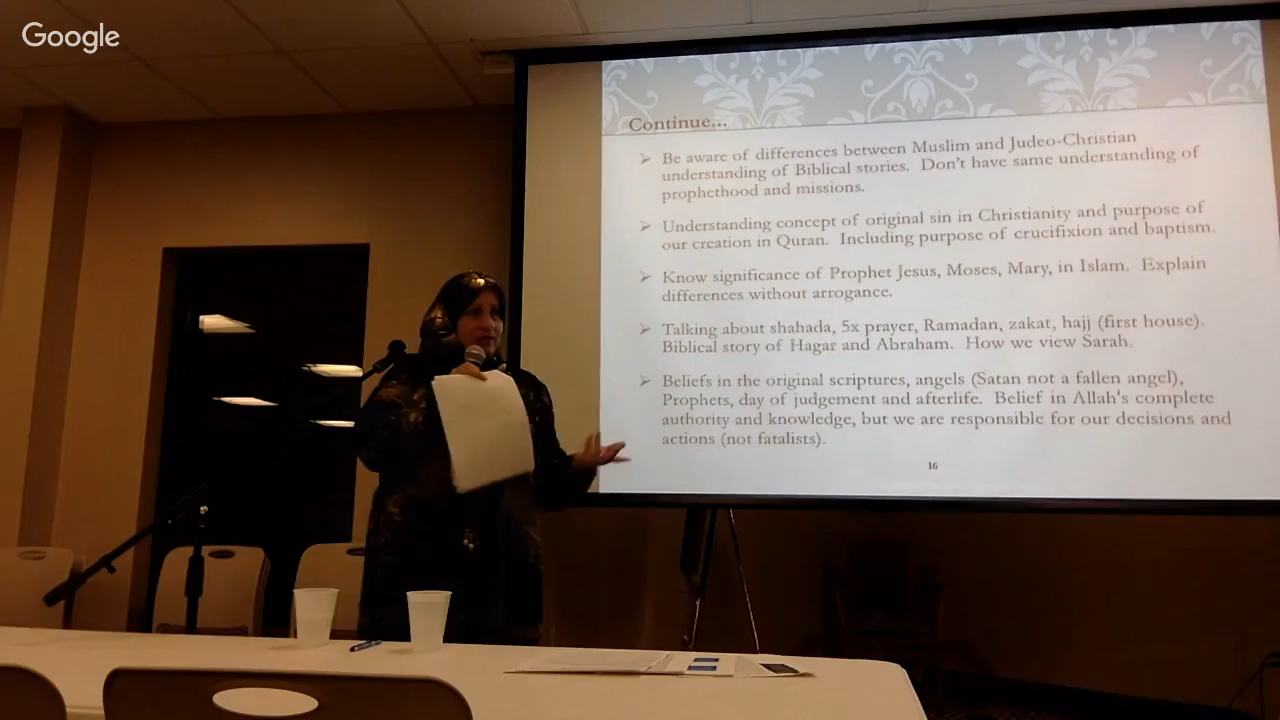 Google
Continue...
➢ Be aware of differences between Muslim and Judeo-Christian
understanding of Biblical stories. Don't have same understanding of
prophethood and missions.
➢ Understanding concept of original sin in Christianity and purpose of
our creation in Quran. Including purpose of crucifixion and baptism.
➢ Know significance of Prophet Jesus, Moses, Mary, in Islam. Explain
differences without arrogance.
➢ Talking about shahada, 5x prayer, Ramadan, zakat, hajj (first house).
Biblical story of Hagar and Abraham. How we view Sarah.
➢ Beliefs in the original scriptures, angels (Satan not a fallen angel),
Prophets, day of judgement and afterlife. Belief in Allah's complete
authority and knowledge, but we are responsible for our decisions and
actions (not fatalists).
16